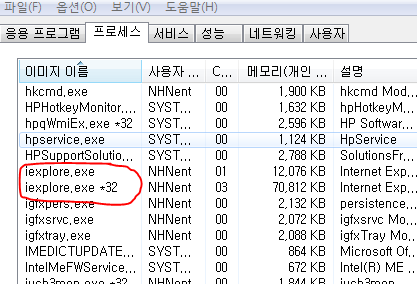 파일(F) 옵션(O) 보기(V) 도움말(H)
응용 프로그램 프로세스 서비스 성능 네트워킹 사용자
이미지 이름 사용자 ... C... 메모리(개인 ... 설명
hkcmd.exe NHNent 00 1,900 KB hkcmd Mod...
HPHotkeyMonitor... SYST... 00 1,632 KB hpHotkeyM...
hpqWmiEx.exe *32 SYST... 00 2,596 KB HP Softwar...
hpservice.exe SYST... 00 1,124 KB HpService
HPSupportSolutio... SYST... 00 2,788 KB SolutionsFr...
iexplore.exe NHNent 01 12,076 KB Internet Exp...
iexplore.exe *32 NHNent 03 70,812 KB Internet Exp...
igfxpers.exe NHNent 00 2,132 KB persistence...
igfxsrvc.exe NHNent 00 2,072 KB igfxsrvc M...
igfxtray.exe NHNent 00 2,088 KB igfxTray Mo...
IMEDICTUPDATE... SYST... 00 864 KB Microsoft Of...
IntelMeFWService... SYST... 00 672 KB Intel(R) ME ...
jusched.exe *32 NHNent 00 1,844 KB Java(TM) U...